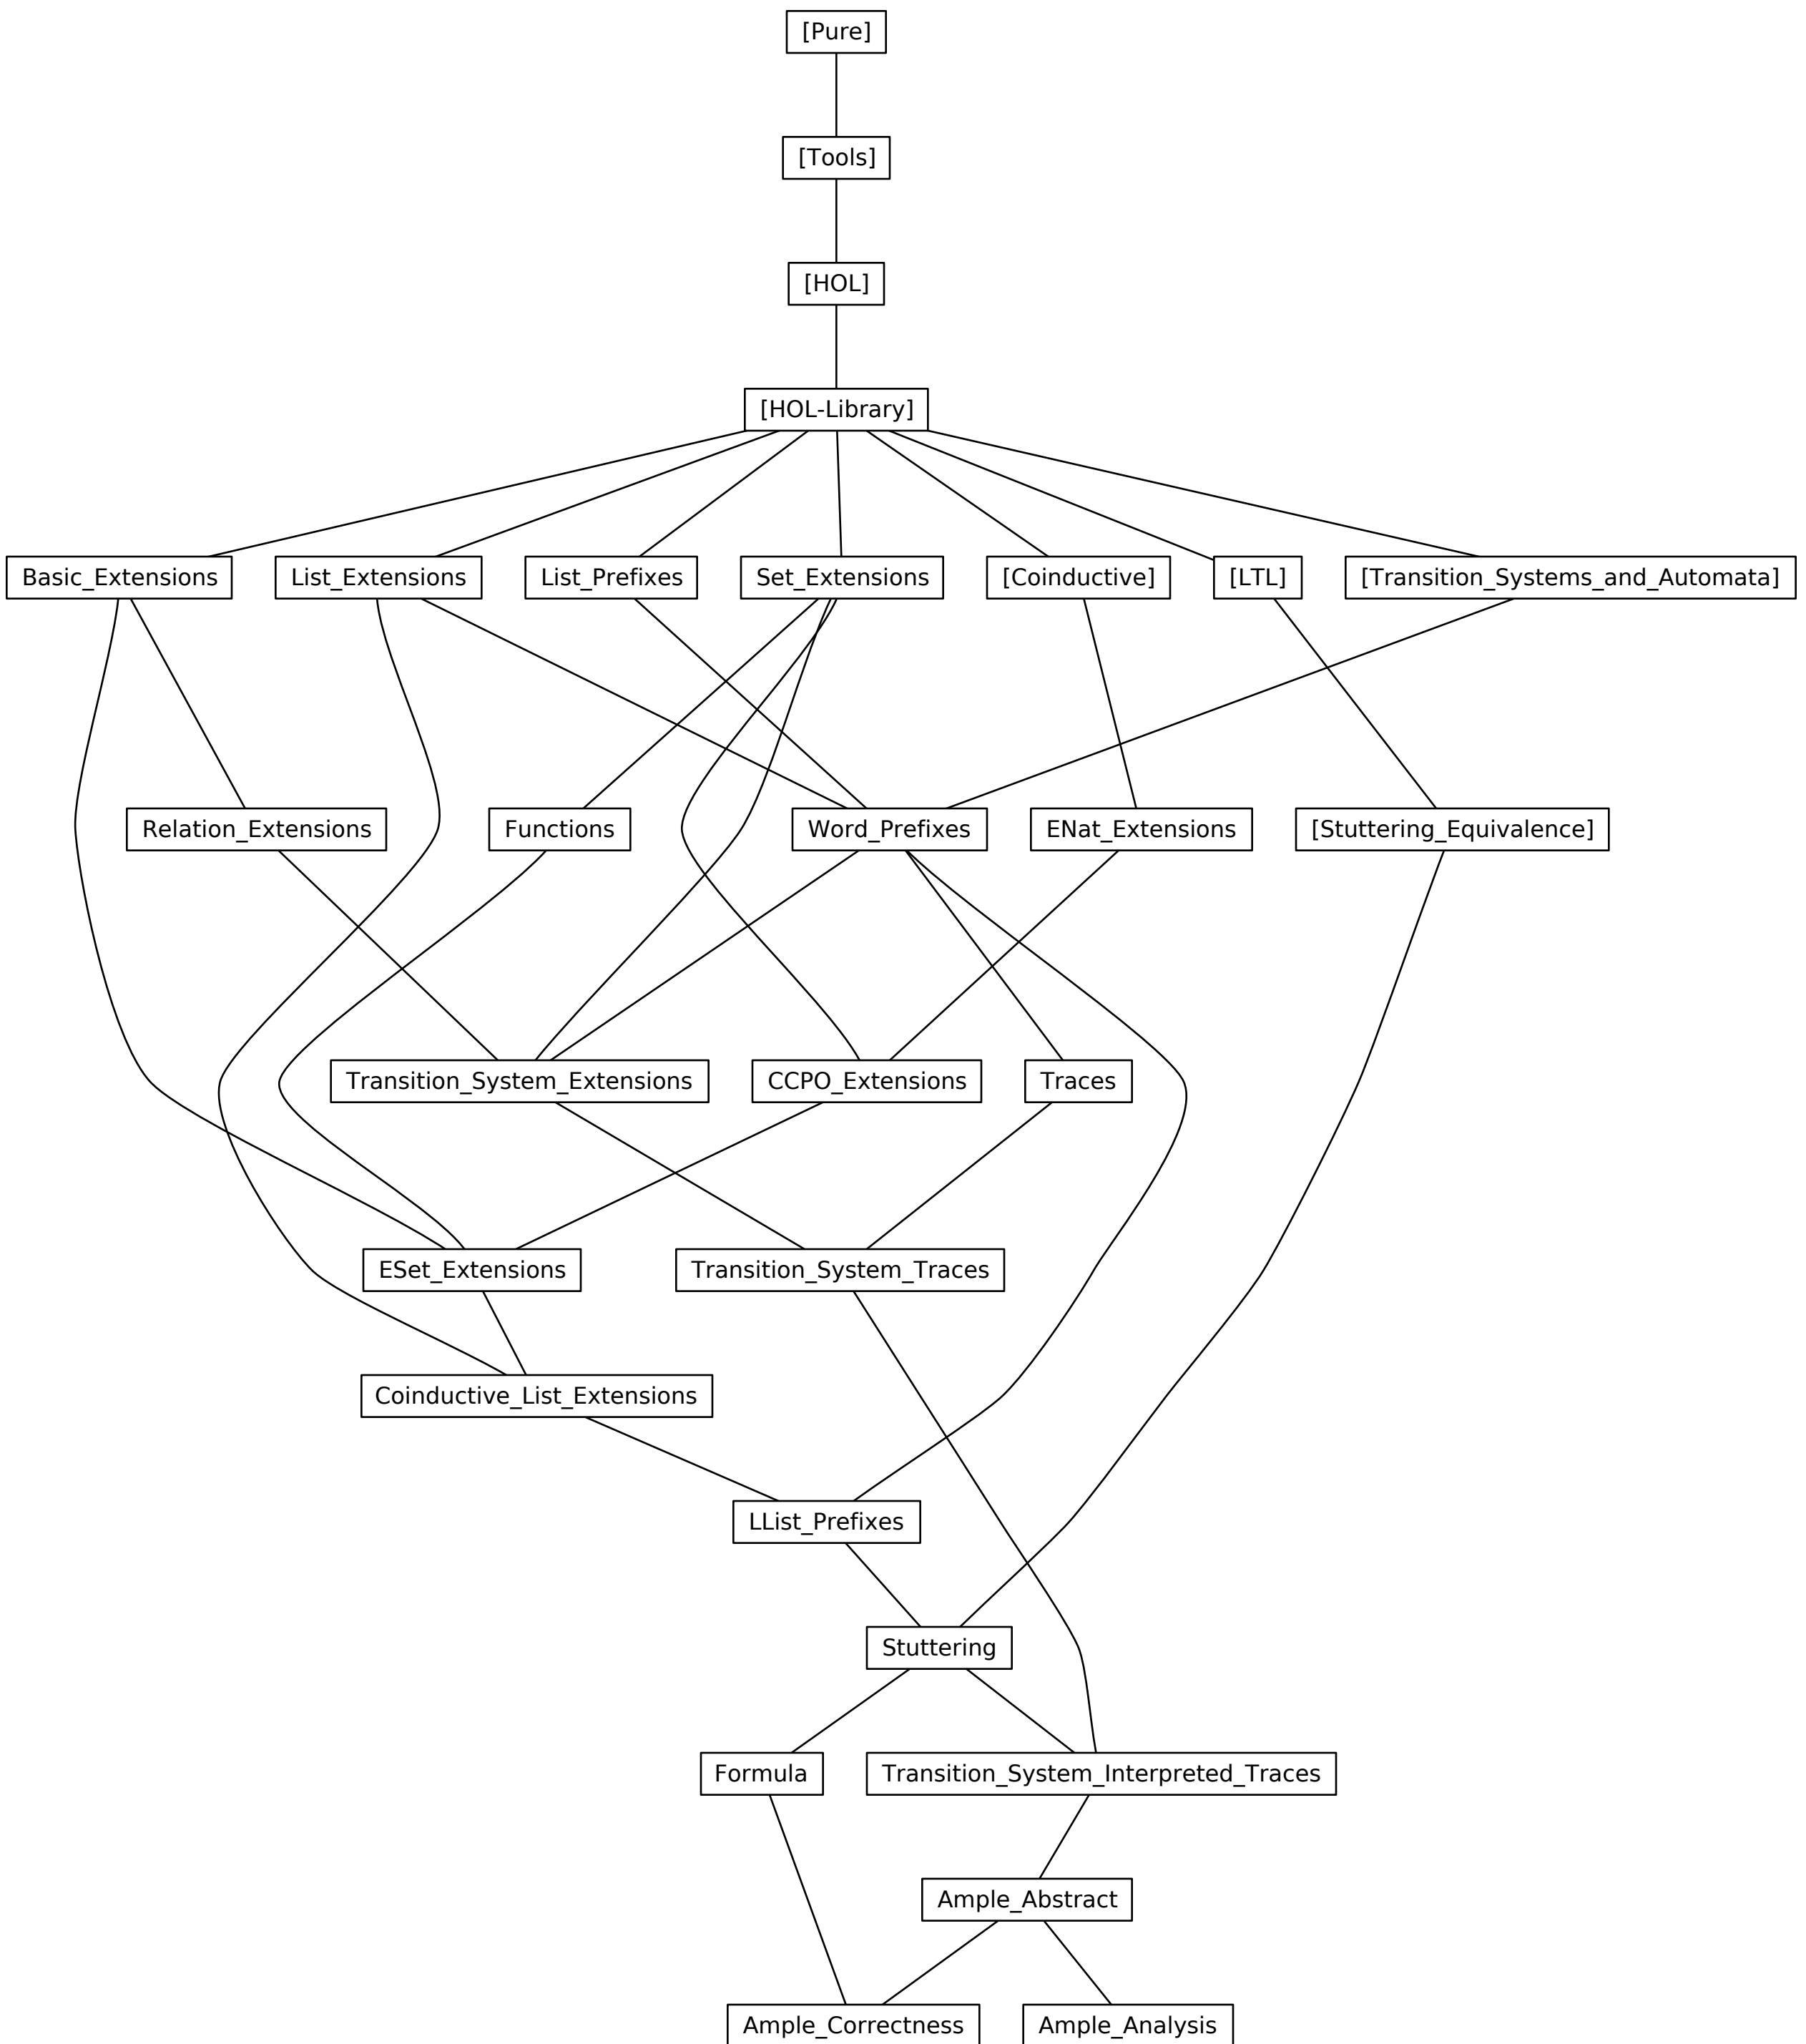 [Pure]
[Tools]
[HOL]
[HOL-Library]
Basic_Extensions
List_Extensions
List_Prefixes
Set_Extensions
[Coinductive]
[LTL]
[Transition_Systems_and_Automata]
Relation_Extensions
Functions
Word_Prefixes
ENat_Extensions
[Stuttering_Equivalence]
Transition_System_Extensions
CCPO_Extensions
Traces
ESet_Extensions
Transition_System_Traces
Coinductive_List_Extensions
LList_Prefixes
Stuttering
Formula
Transition_System_Interpreted_Traces
Ample_Abstract
Ample_Correctness
Ample_Analysis